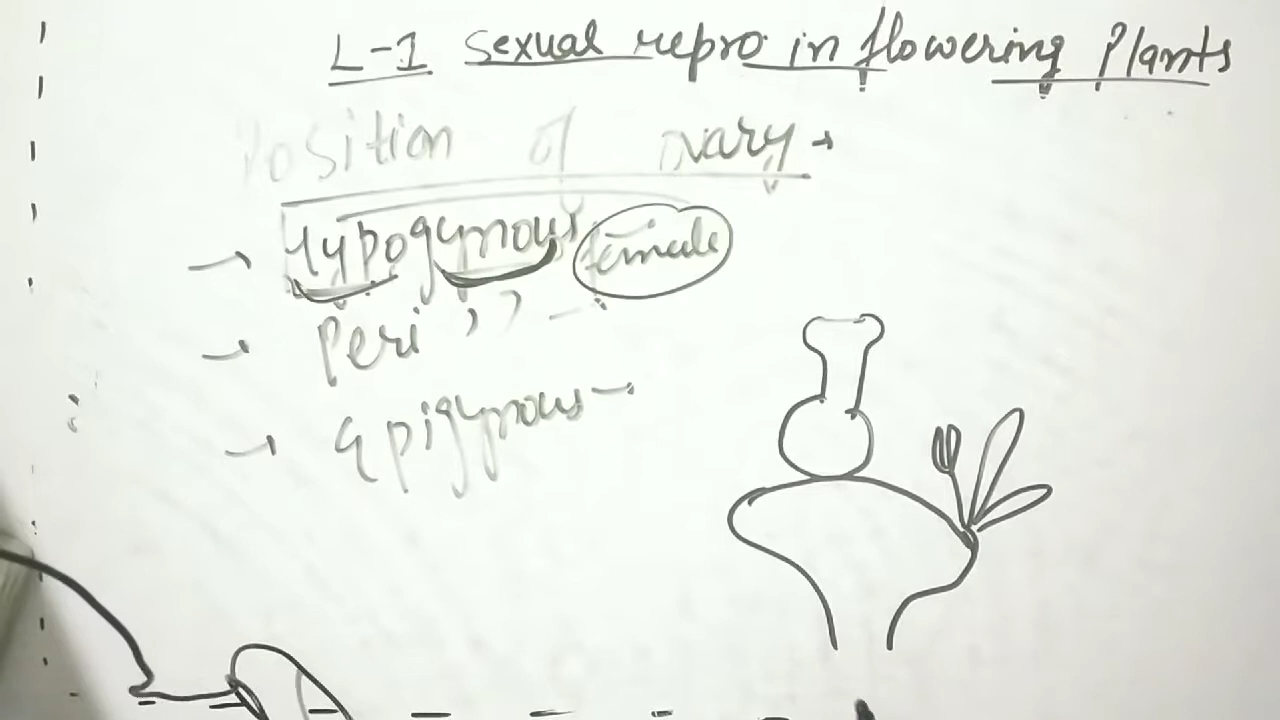 L-1 Sexual repro in flowering Plants
Position of ovary →
→ Hypogynous female
→ Peri ,, -
→ Epigynous →